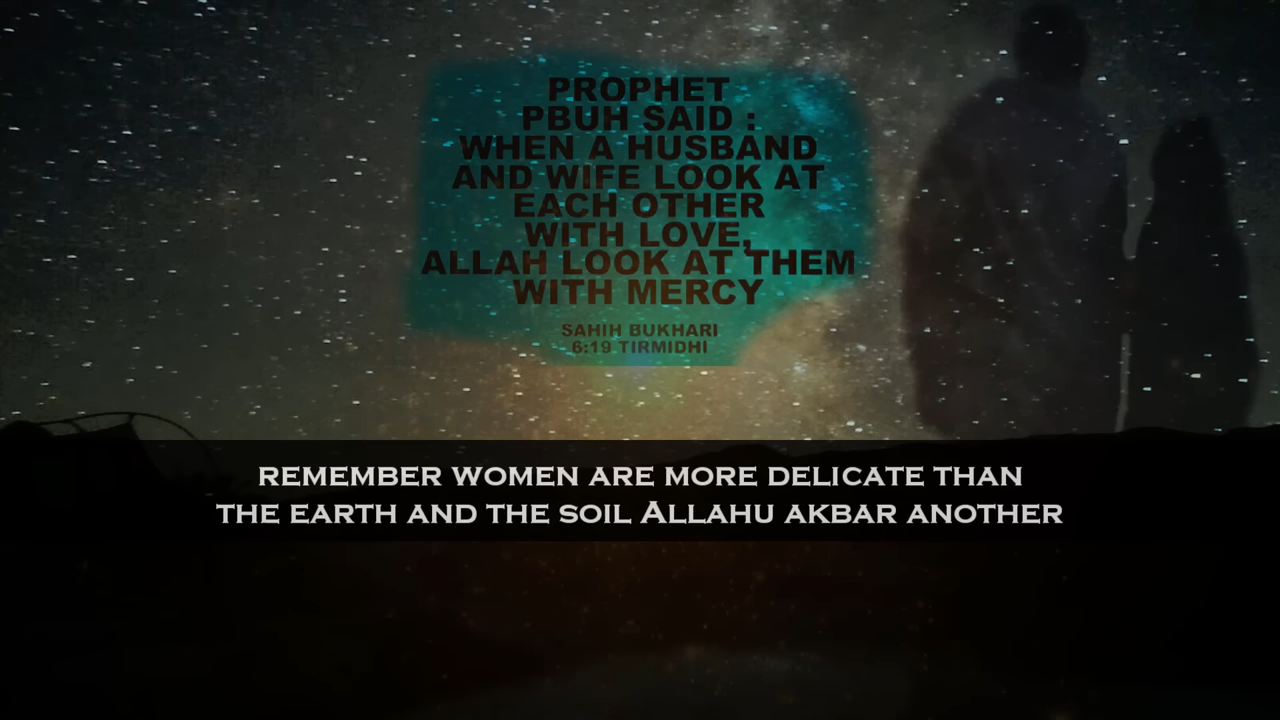 PROPHET
PBUH SAID :
WHEN A HUSBAND
AND WIFE LOOK AT
EACH OTHER
WITH LOVE,
ALLAH LOOK AT THEM
WITH MERCY
SAHIH BUKHARI
6:19 TIRMIDHI
REMEMBER WOMEN ARE MORE DELICATE THAN
THE EARTH AND THE SOIL ALLAHU AKBAR ANOTHER